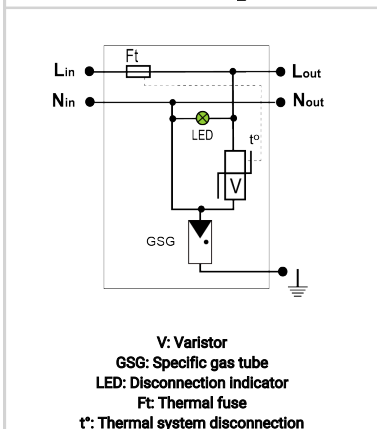 Ft
Lin
Lout
Nin
Nout
LED
t°
V
GSG
V: Varistor
GSG: Specific gas tube
LED: Disconnection indicator
Ft: Thermal fuse
t°: Thermal system disconnection